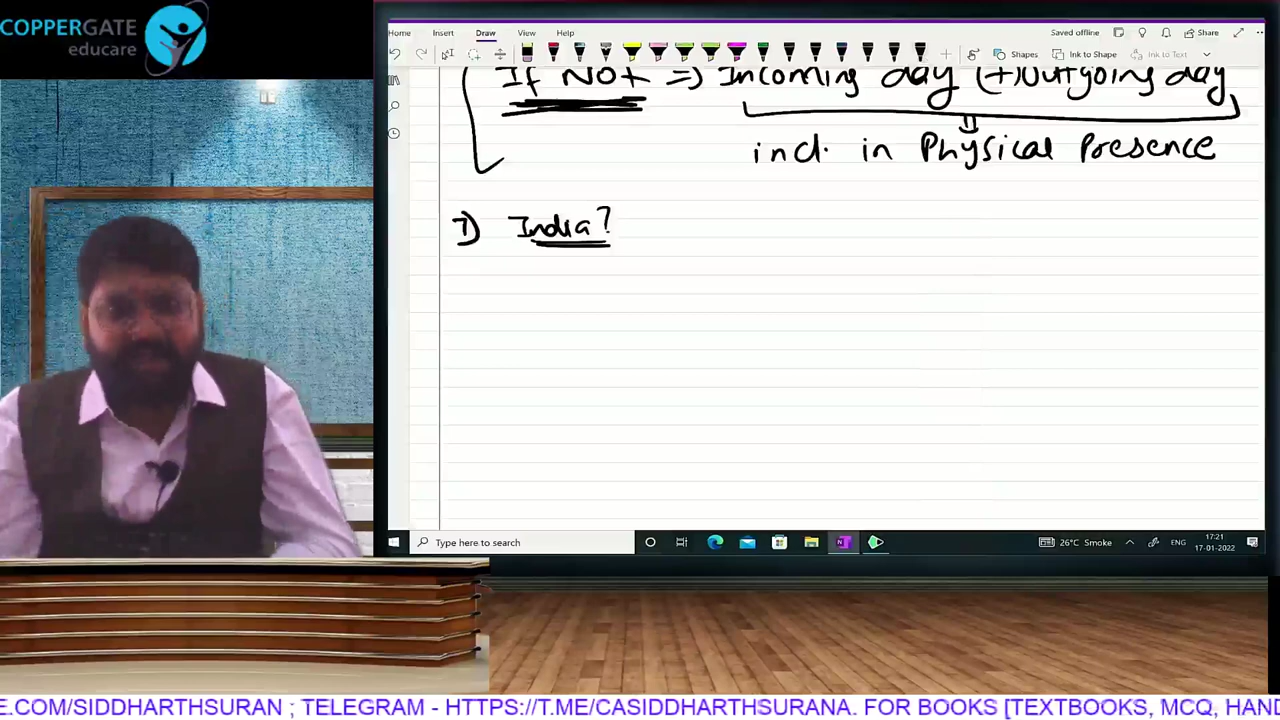 COPPERGATE
educare
Home Insert Draw View Help
Saved offline
Share
Shapes
Ink to Shape
Ink to Text
If Not => Incoming day (+) Outgoing day
incl. in Physical Presence
I) India?
Type here to search
26°C Smoke
ENG
17:21
17-01-2022
E.COM/SIDDHARTHSURAN ; TELEGRAM - HTTPS://T.ME/CASIDDHARTHSURANA. FOR BOOKS [TEXTBOOKS, MCQ, HAND